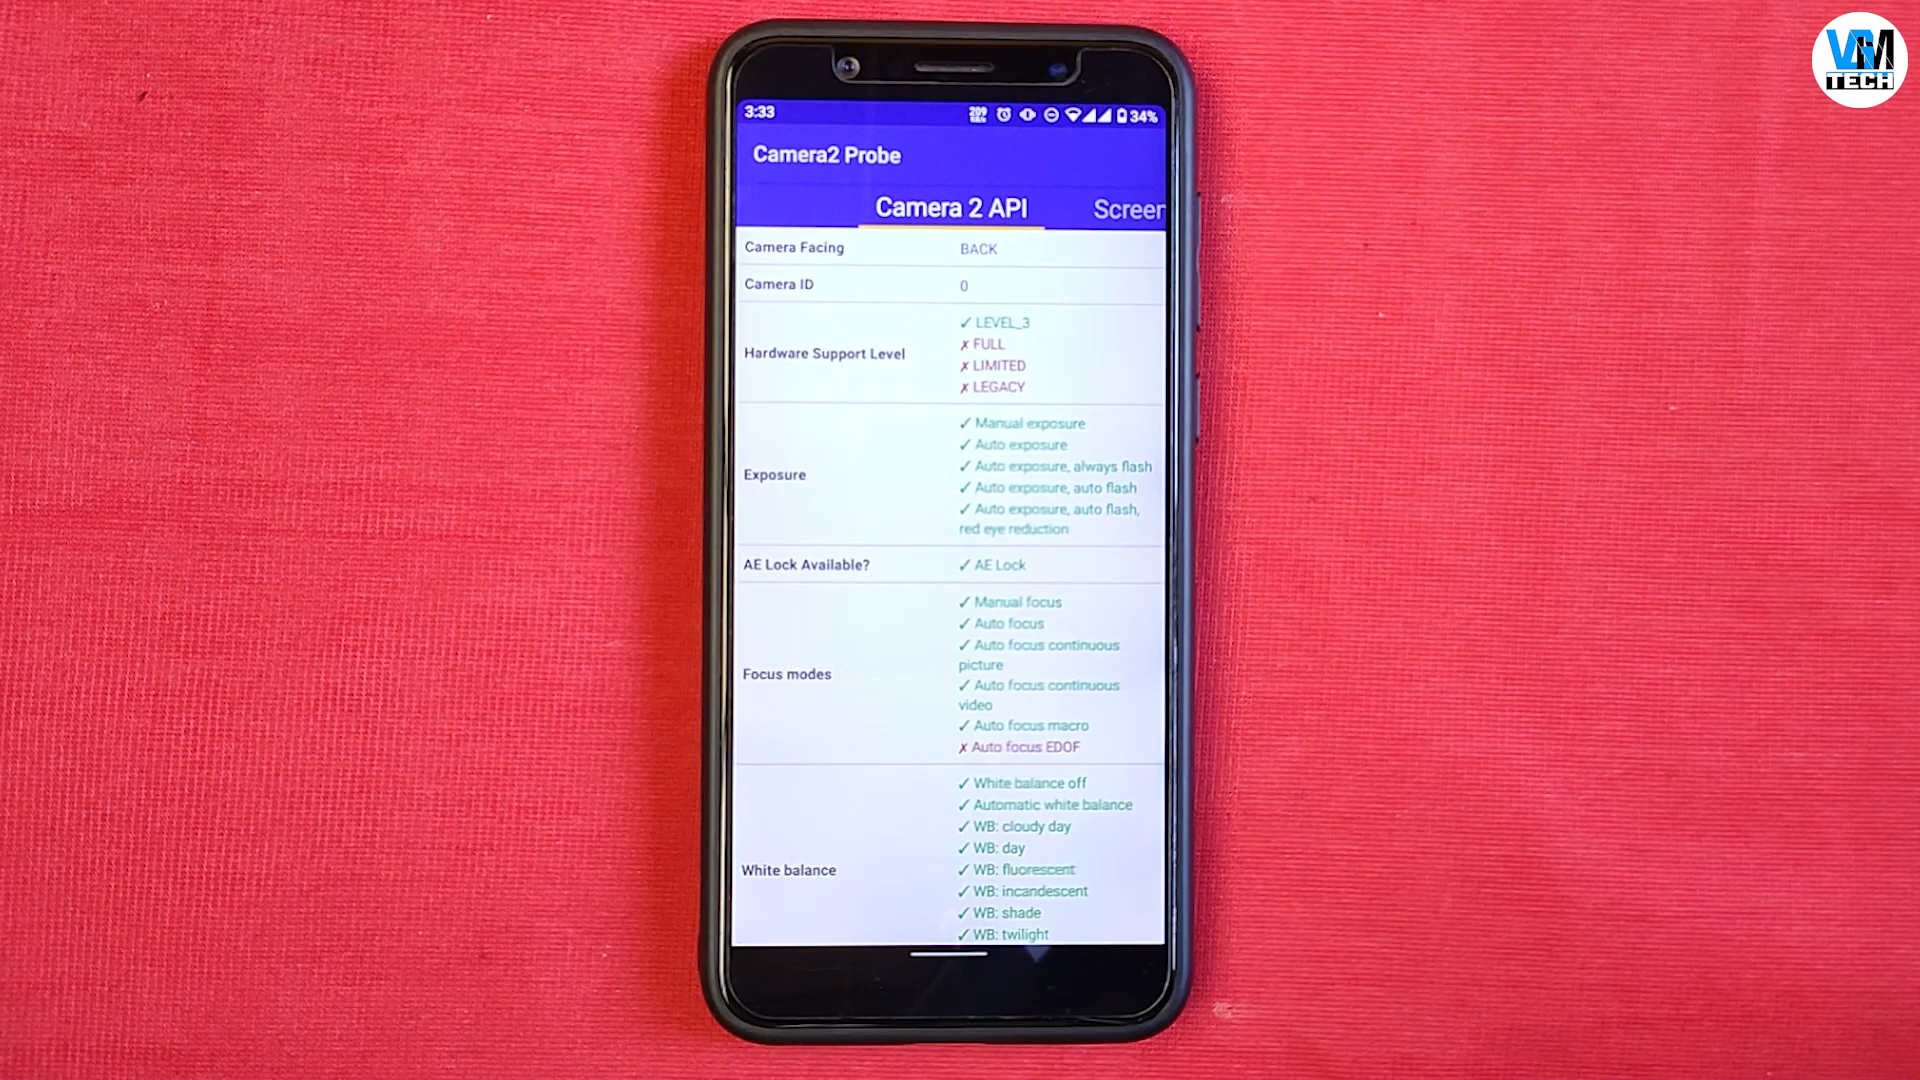 VGM
TECH
3:33
209
KB/s
34%
Camera2 Probe
Camera 2 API
Screen
Camera Facing
BACK
Camera ID
0
Hardware Support Level
✓ LEVEL_3
✗ FULL
✗ LIMITED
✗ LEGACY
Exposure
✓ Manual exposure
✓ Auto exposure
✓ Auto exposure, always flash
✓ Auto exposure, auto flash
✓ Auto exposure, auto flash,
red eye reduction
AE Lock Available?
✓ AE Lock
Focus modes
✓ Manual focus
✓ Auto focus
✓ Auto focus continuous
picture
✓ Auto focus continuous
video
✓ Auto focus macro
✗ Auto focus EDOF
White balance
✓ White balance off
✓ Automatic white balance
✓ WB: cloudy day
✓ WB: day
✓ WB: fluorescent
✓ WB: incandescent
✓ WB: shade
✓ WB: twilight